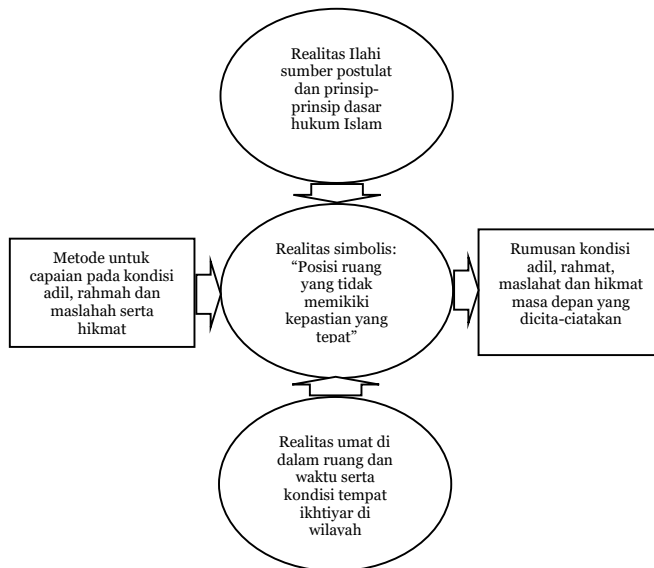 Realitas Ilahi
sumber postulat
dan prinsip-
prinsip dasar
hukum Islam
Metode untuk
capaian pada kondisi
adil, rahmah dan
maslahah serta
hikmat
Realitas simbolis:
“Posisi ruang
yang tidak
memikiki
kepastian yang
tepat”
Rumusan kondisi
adil, rahmat,
maslahat dan hikmat
masa depan yang
dicita-ciatakan
Realitas umat di
dalam ruang dan
waktu serta
kondisi tempat
ikhtiyar di
wilayah